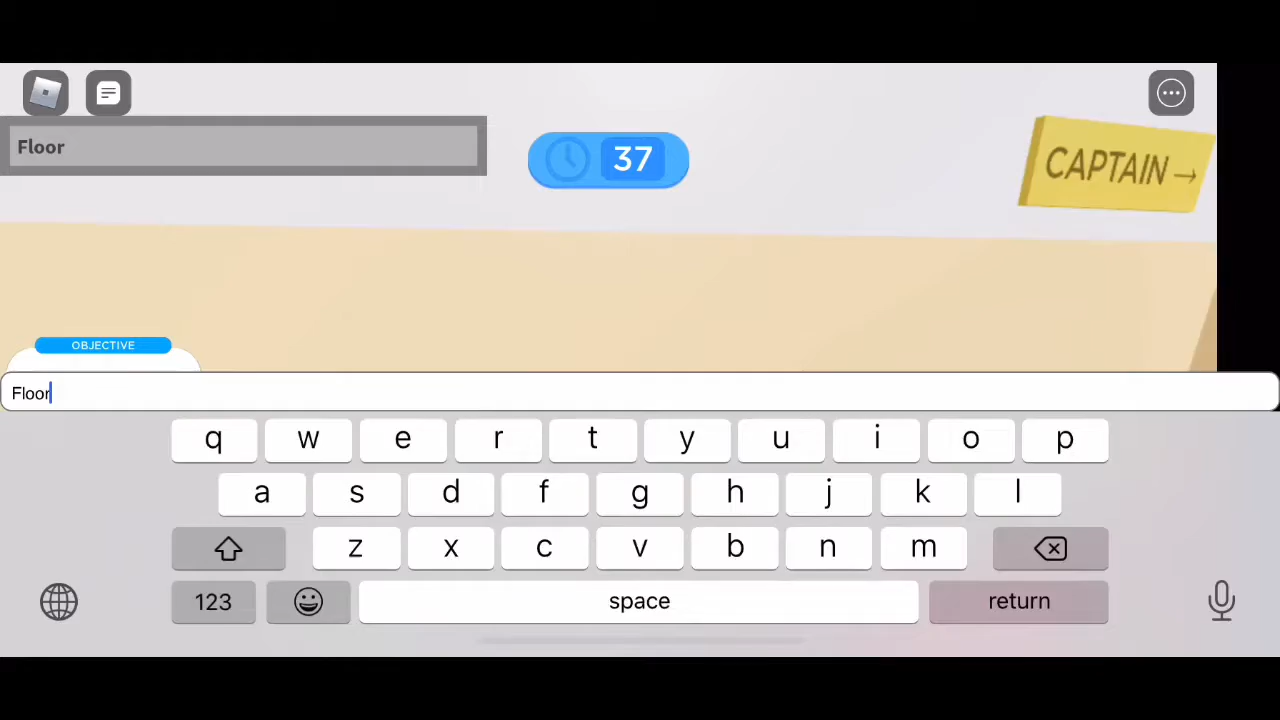 Floor
37
CAPTAIN →
OBJECTIVE
Floor
q w e r t y u i o p
a s d f g h j k l
z x c v b n m
123 space return